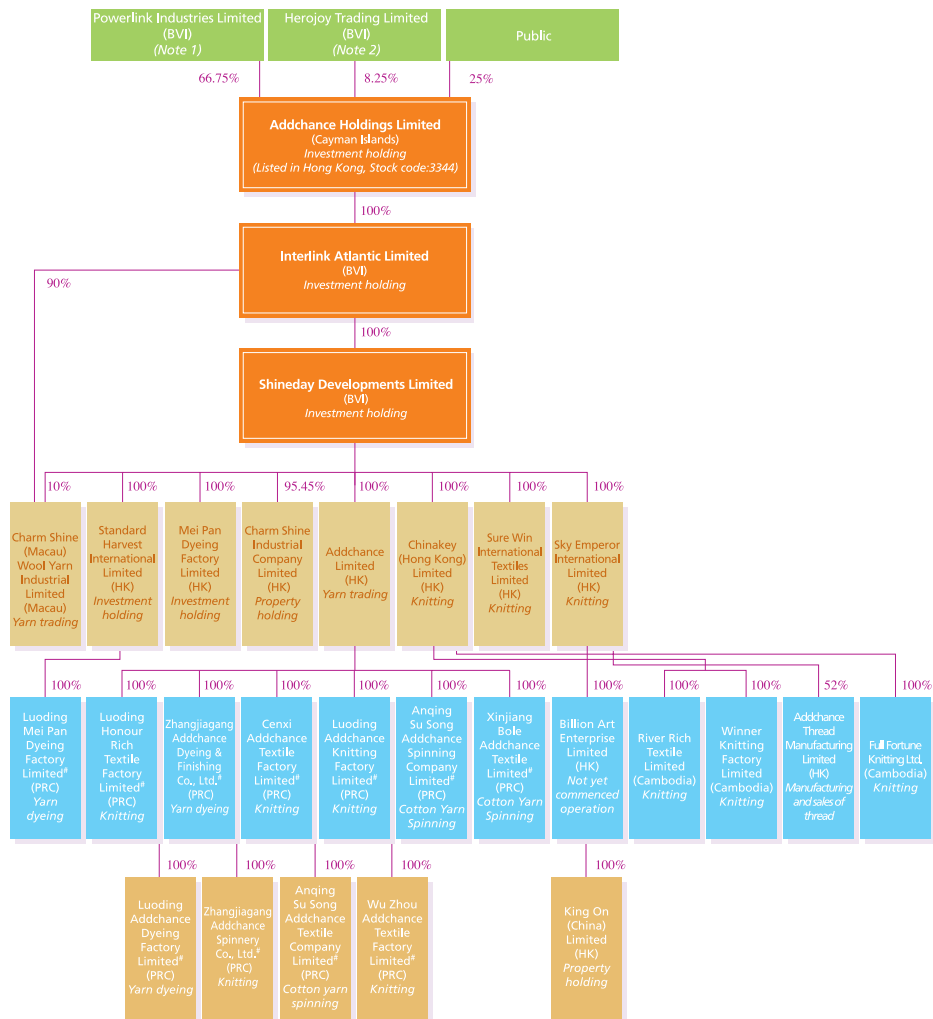 Powerlink Industries Limited
(BVI)
(Note 1)
Herojoy Trading Limited
(BVI)
(Note 2)
Public
66.75%
8.25%
25%
Addchance Holdings Limited
(Cayman Islands)
Investment holding
(Listed in Hong Kong, Stock code:3344)
100%
Interlink Atlantic Limited
(BVI)
Investment holding
90%
100%
Shineday Developments Limited
(BVI)
Investment holding
10%
100%
100%
95.45%
100%
100%
100%
100%
Charm Shine
(Macau)
Wool Yarn
Industrial
Limited
(Macau)
Yarn trading
Standard
Harvest
International
Limited
(HK)
Investment
holding
Mei Pan
Dyeing
Factory
Limited
(HK)
Investment
holding
Charm Shine
Industrial
Company
Limited
(HK)
Property
holding
Addchance
Limited
(HK)
Yarn trading
Chinakey
(Hong Kong)
Limited
(HK)
Knitting
Sure Win
International
Textiles
Limited
(HK)
Knitting
Sky Emperor
International
Limited
(HK)
Knitting
100%
100%
100%
100%
100%
100%
100%
100%
100%
100%
52%
100%
Luoding
Mei Pan
Dyeing
Factory
Limited#
(PRC)
Yarn
dyeing
Luoding
Honour
Rich
Textile
Factory
Limited#
(PRC)
Knitting
Zhangjiagang
Addchance
Dyeing &
Finishing
Co., Ltd.#
(PRC)
Yarn dyeing
Cenxi
Addchance
Textile
Factory
Limited#
(PRC)
Knitting
Luoding
Addchance
Knitting
Factory
Limited#
(PRC)
Knitting
Anqing
Su Song
Addchance
Spinning
Company
Limited#
(PRC)
Cotton Yarn
Spinning
Xinjiang
Bole
Addchance
Textile
Limited#
(PRC)
Cotton Yarn
Spinning
Billion Art
Enterprise
Limited
(HK)
Not yet
commenced
operation
River Rich
Textile
Limited
(Cambodia)
Knitting
Winner
Knitting
Factory
Limited
(Cambodia)
Knitting
Addchance
Thread
Manufacturing
Limited
(HK)
Manufacturing
and sales of
thread
Full Fortune
Knitting Ltd.
(Cambodia)
Knitting
100%
100%
100%
100%
100%
Luoding
Addchance
Dyeing
Factory
Limited#
(PRC)
Yarn dyeing
Zhangjiagang
Addchance
Spinnery
Co., Ltd.#
(PRC)
Knitting
Anqing
Su Song
Addchance
Textile
Company
Limited#
(PRC)
Cotton yarn
spinning
Wu Zhou
Addchance
Textile
Factory
Limited#
(PRC)
Knitting
King On
(China)
Limited
(HK)
Property
holding